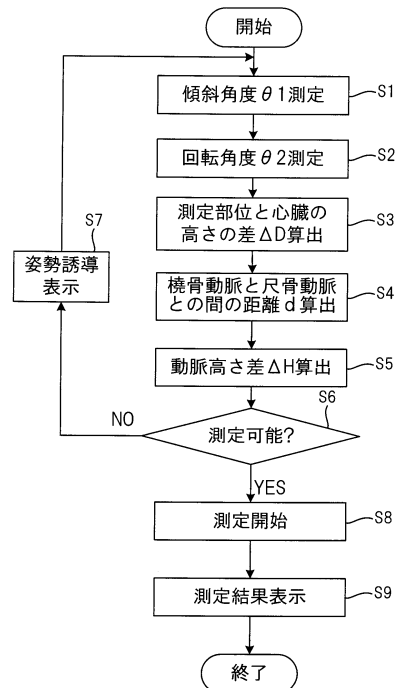 開始
傾斜角度θ1測定
S1
回転角度θ2測定
S2
測定部位と心臓の
高さの差ΔD算出
S3
橈骨動脈と尺骨動脈
との間の距離d算出
S4
動脈高さ差ΔH算出
S5
測定可能?
S6
NO
姿勢誘導
表示
S7
YES
測定開始
S8
測定結果表示
S9
終了